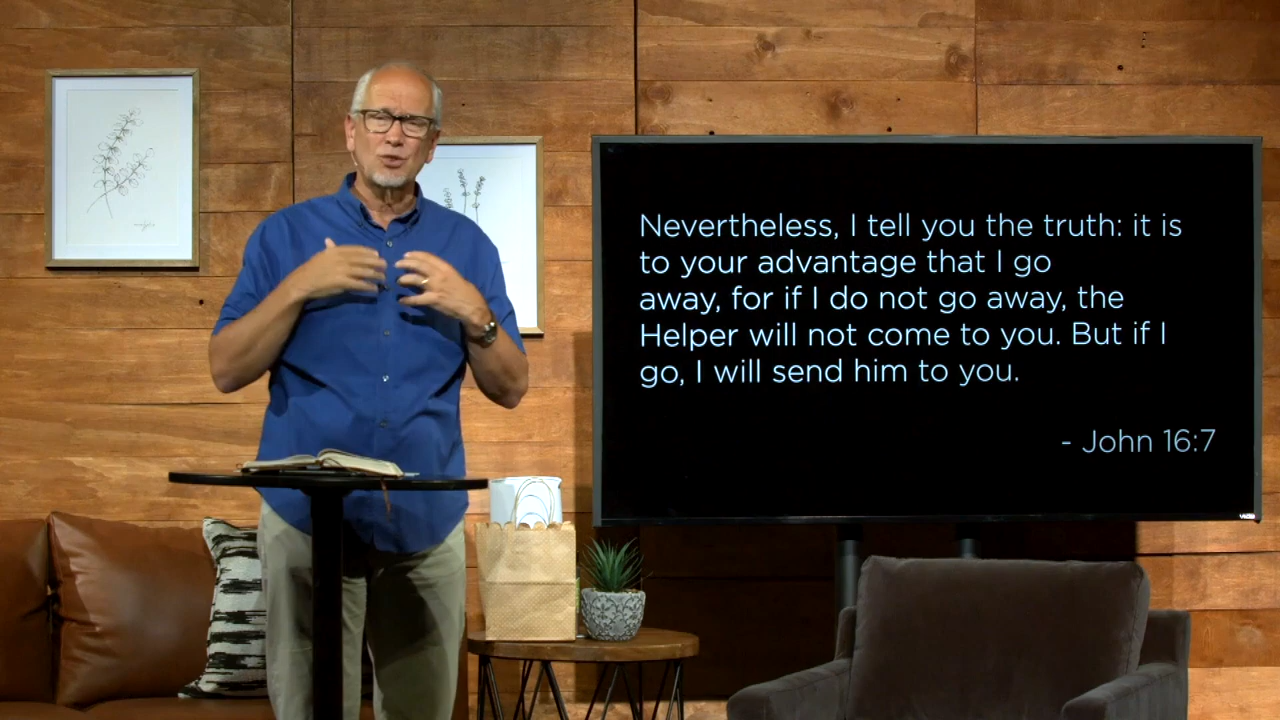 Nevertheless, I tell you the truth: it is
to your advantage that I go
away, for if I do not go away, the
Helper will not come to you. But if I
go, I will send him to you.
- John 16:7
VIZIO